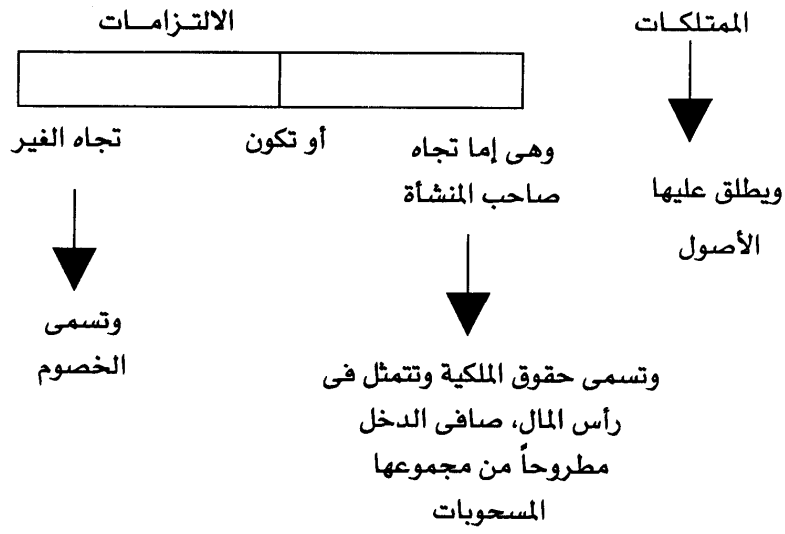 الممتلكات
الالتزامات
ويطلق عليها
الأصول
وهى إما تجاه
صاحب المنشأة
أو تكون
تجاه الغير
وتسمى حقوق الملكية وتتمثل فى
رأس المال، صافى الدخل
مطروحاً من مجموعها
المسحوبات
وتسمى
الخصوم